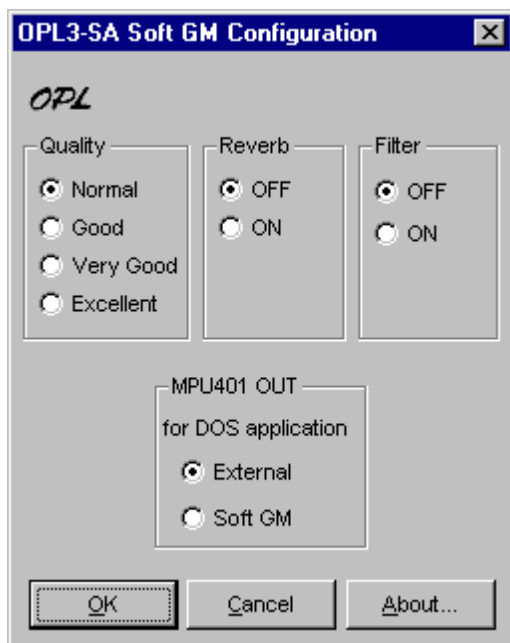 OPL3-SA Soft GM Configuration
OPL
Quality
Normal
Good
Very Good
Excellent
Reverb
OFF
ON
Filter
OFF
ON
MPU401 OUT
for DOS application
External
Soft GM
OK
Cancel
About...